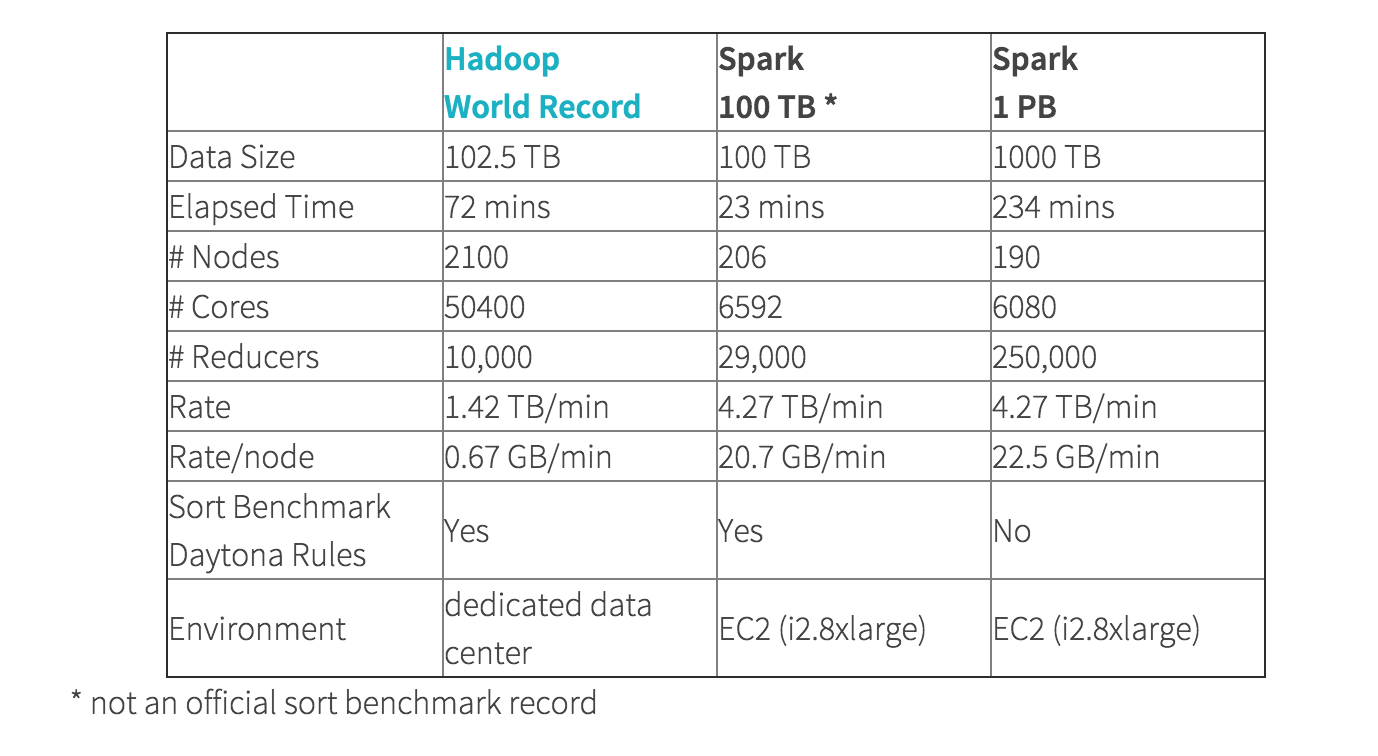 Hadoop Spark Spark
World Record 100 TB * 1 PB
Data Size 102.5 TB 100 TB 1000 TB
Elapsed Time 72 mins 23 mins 234 mins
# Nodes 2100 206 190
# Cores 50400 6592 6080
# Reducers 10,000 29,000 250,000
Rate 1.42 TB/min 4.27 TB/min 4.27 TB/min
Rate/node 0.67 GB/min 20.7 GB/min 22.5 GB/min
Sort Benchmark
Daytona Rules Yes Yes No
Environment dedicated data
center EC2 (i2.8xlarge) EC2 (i2.8xlarge)
* not an official sort benchmark record